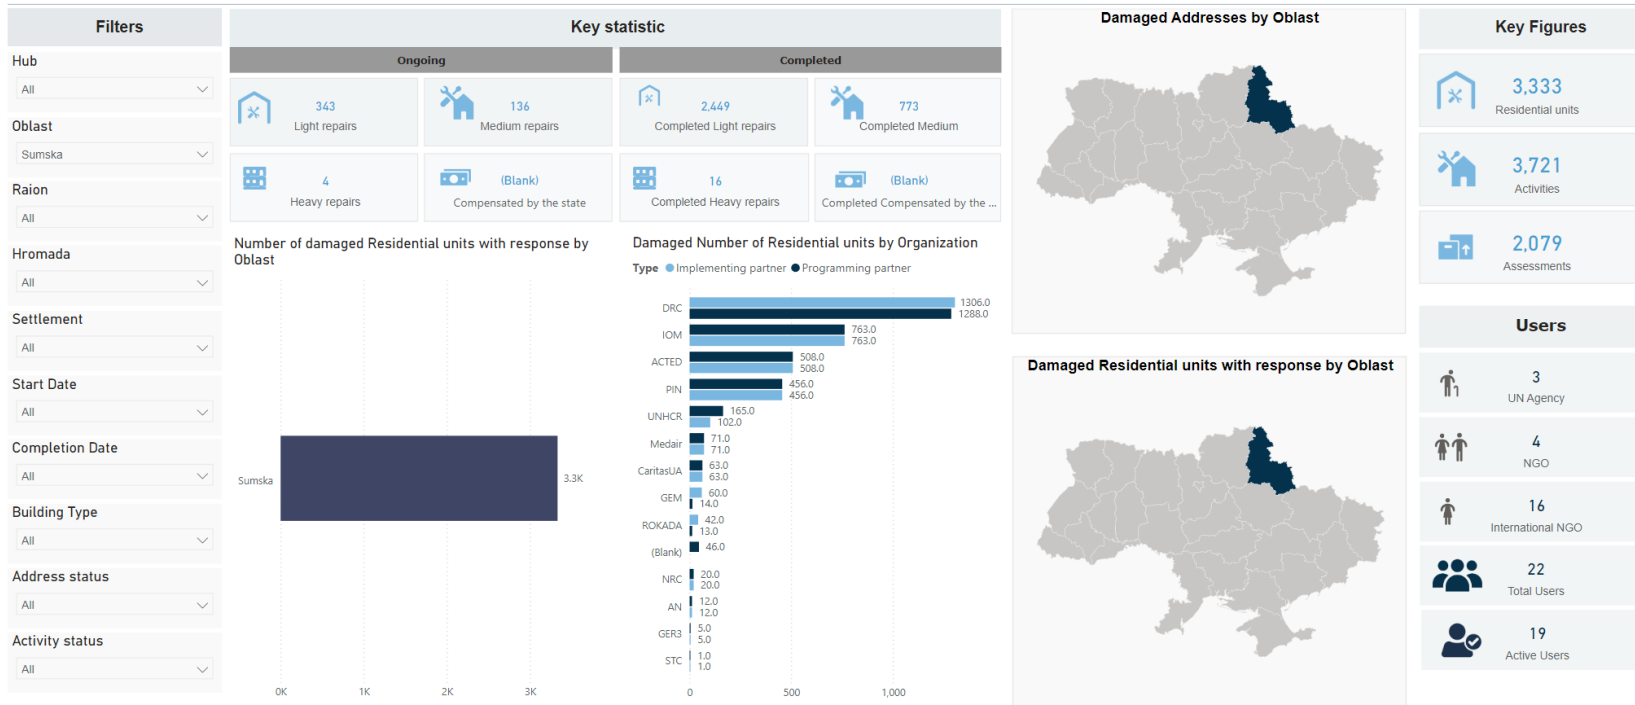 Filters
Hub
All
Oblast
Sumska
Raion
All
Hromada
All
Settlement
All
Start Date
All
Completion Date
All
Building Type
All
Address status
All
Activity status
All
Key statistic
Ongoing
Completed
343
Light repairs
136
Medium repairs
2,449
Completed Light repairs
773
Completed Medium
4
Heavy repairs
(Blank)
Compensated by the state
16
Completed Heavy repairs
(Blank)
Completed Compensated by the ...
Number of damaged Residential units with response by
Oblast
Sumska
3.3K
0K 1K 2K 3K
Damaged Number of Residential units by Organization
Type Implementing partner Programming partner
DRC
1306.0
1288.0
IOM
763.0
763.0
ACTED
508.0
508.0
PIN
456.0
456.0
UNHCR
165.0
102.0
Medair
71.0
71.0
CaritasUA
63.0
63.0
GEM
60.0
14.0
ROKADA
42.0
13.0
(Blank)
46.0
NRC
20.0
20.0
AN
12.0
12.0
GER3
5.0
5.0
STC
1.0
1.0
0 500 1,000
Damaged Addresses by Oblast
Damaged Residential units with response by Oblast
Key Figures
3,333
Residential units
3,721
Activities
2,079
Assessments
Users
3
UN Agency
4
NGO
16
International NGO
22
Total Users
19
Active Users